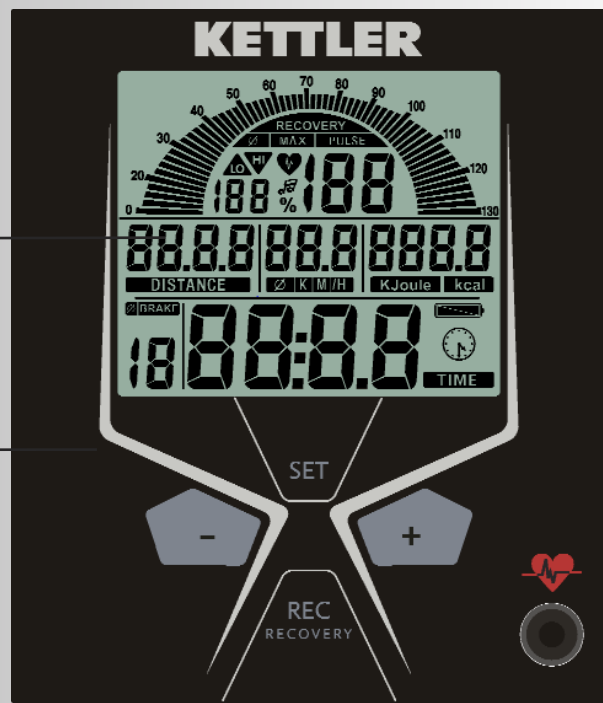 KETTLER
0 20 30 40 50 60 70 80 90 100 110 120 130
RECOVERY
Ø MAX PULSE
LO HI
188 % 188
88.8.8 88.8 888.8
DISTANCE Ø K M /H KJoule kcal
Ø BRAKE
18 88:8.8
TIME
SET
- +
REC
RECOVERY